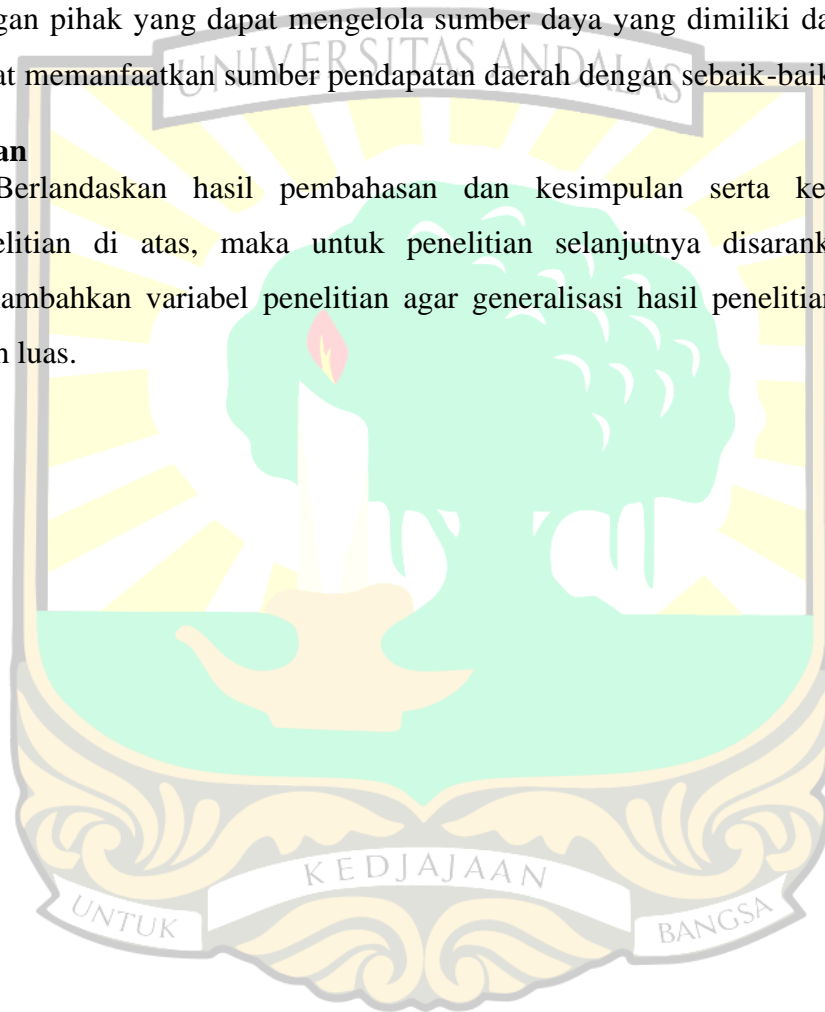 gan pihak yang dapat mengelola sumber daya yang dimiliki da
at memanfaatkan sumber pendapatan daerah dengan sebaik-baik
UNIVERSITAS ANDALAS
an
Berlandaskan hasil pembahasan dan kesimpulan serta ke
elitian di atas, maka untuk penelitian selanjutnya disarank
ambahkan variabel penelitian agar generalisasi hasil penelitian
h luas.
KEDJAJAAN
UNTUK
BANGSA